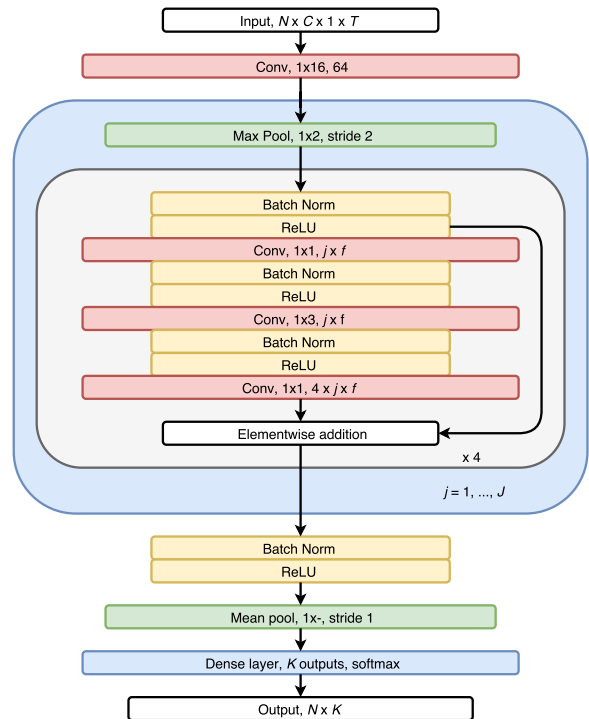 Input, N x C x 1 x T
Conv, 1x16, 64
Max Pool, 1x2, stride 2
Batch Norm
ReLU
Conv, 1x1, j x f
Batch Norm
ReLU
Conv, 1x3, j x f
Batch Norm
ReLU
Conv, 1x1, 4 x j x f
Elementwise addition
x 4
j = 1, ..., J
Batch Norm
ReLU
Mean pool, 1x-, stride 1
Dense layer, K outputs, softmax
Output, N x K